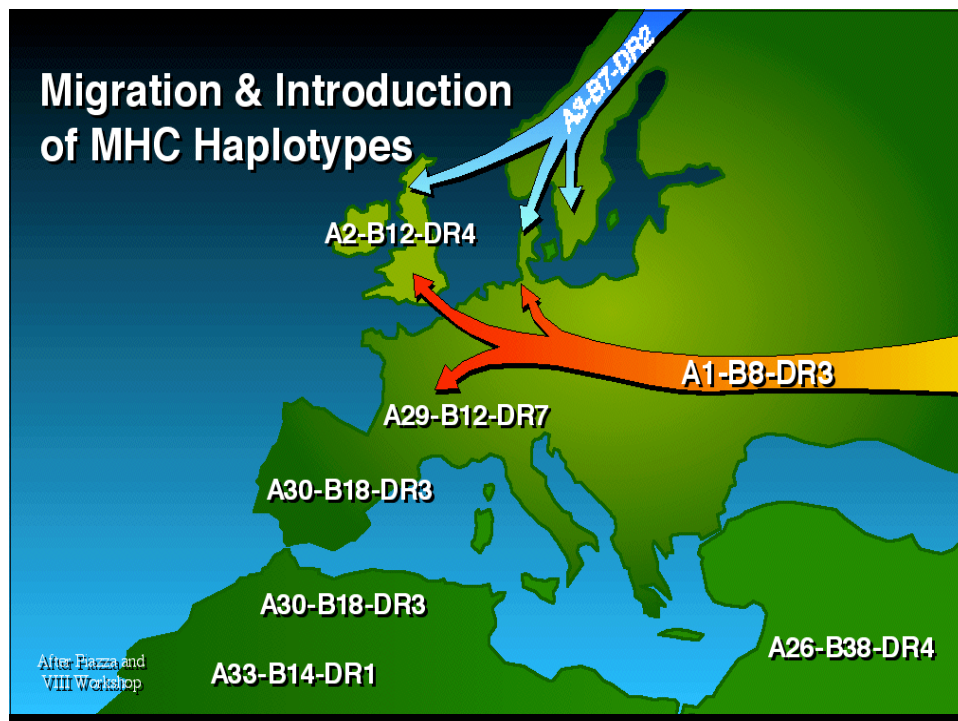 Migration & Introduction
of MHC Haplotypes
A3-B7-DR2
A2-B12-DR4
A1-B8-DR3
A29-B12-DR7
A30-B18-DR3
A30-B18-DR3
A26-B38-DR4
A33-B14-DR1
After Piazza and
VIII Workshop